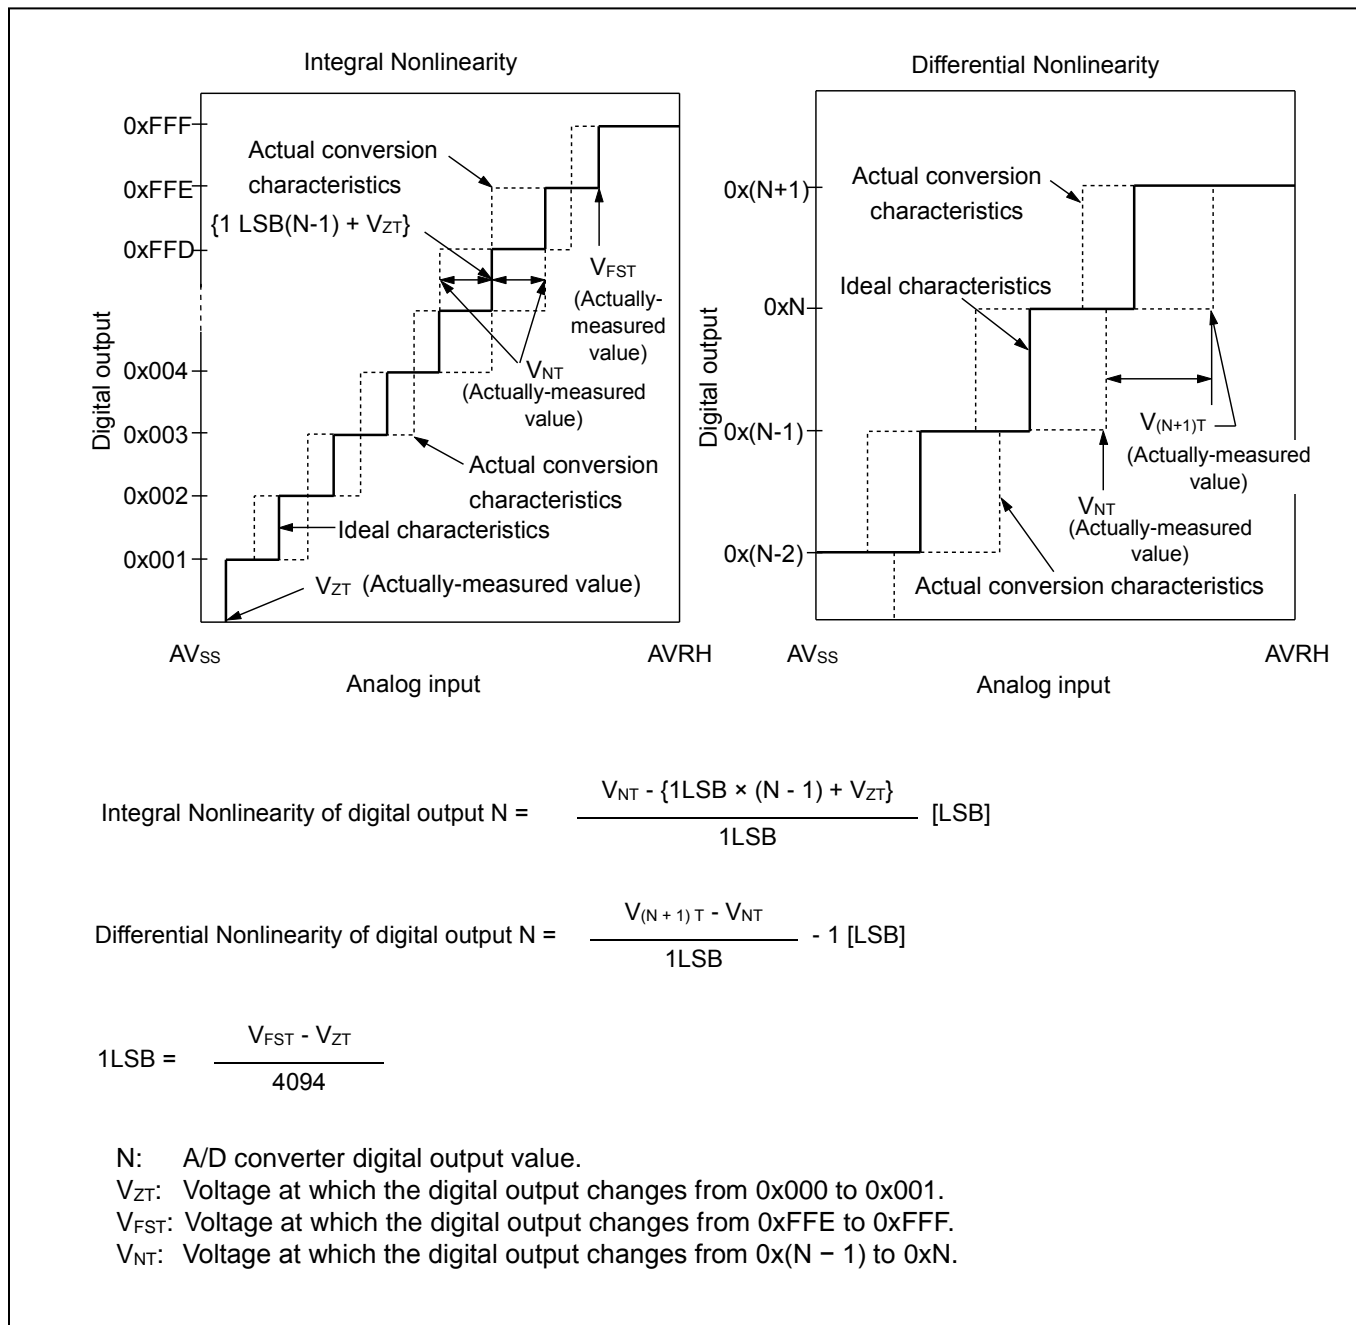 Integral Nonlinearity
0xFFF
0xFFE
0xFFD
0x004
0x003
0x002
0x001
Digital output
Actual conversion
characteristics
{1 LSB(N-1) + VZT}
VFST
(Actually-
measured
value)
VNT
(Actually-measured
value)
Actual conversion
characteristics
Ideal characteristics
VZT (Actually-measured value)
AVSS
AVRH
Analog input
Differential Nonlinearity
0x(N+1)
0xN
0x(N-1)
0x(N-2)
Digital output
Actual conversion
characteristics
Ideal characteristics
V(N+1)T
(Actually-measured
value)
VNT
(Actually-measured
value)
Actual conversion characteristics
AVSS
AVRH
Analog input
Integral Nonlinearity of digital output N =
VNT - {1LSB × (N - 1) + VZT}
1LSB
[LSB]
Differential Nonlinearity of digital output N =
V(N + 1) T - VNT
1LSB
- 1 [LSB]
1LSB =
VFST - VZT
4094
N: A/D converter digital output value.
VZT: Voltage at which the digital output changes from 0x000 to 0x001.
VFST: Voltage at which the digital output changes from 0xFFE to 0xFFF.
VNT: Voltage at which the digital output changes from 0x(N − 1) to 0xN.